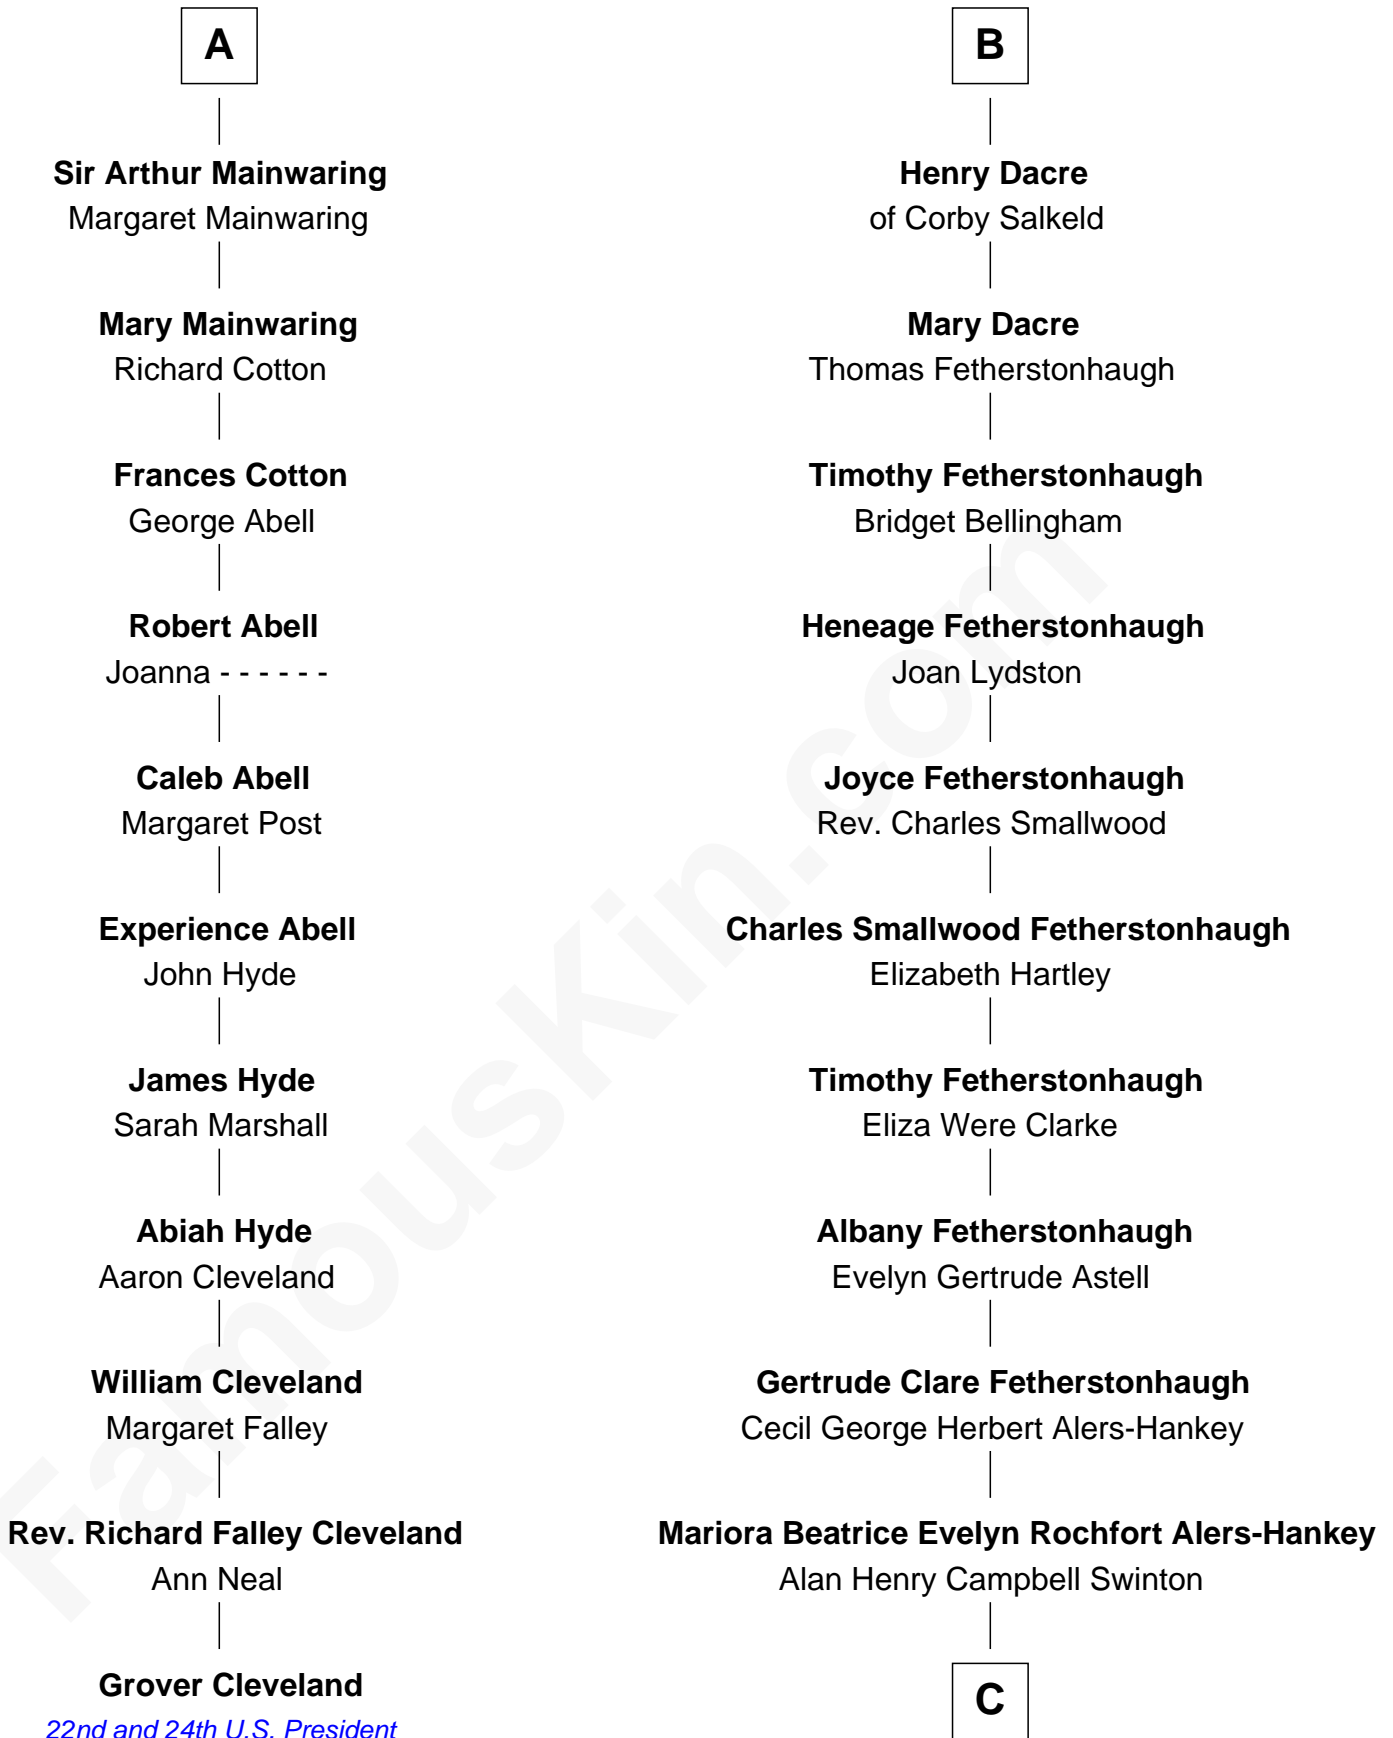 A
Sir Arthur Mainwaring
Margaret Mainwaring
Mary Mainwaring
Richard Cotton
Frances Cotton
George Abell
Robert Abell
Joanna - - - - - -
Caleb Abell
Margaret Post
Experience Abell
John Hyde
James Hyde
Sarah Marshall
Abiah Hyde
Aaron Cleveland
William Cleveland
Margaret Falley
Rev. Richard Falley Cleveland
Ann Neal
Grover Cleveland
22nd and 24th U.S. President
B
Henry Dacre
of Corby Salkeld
Mary Dacre
Thomas Fetherstonhaugh
Timothy Fetherstonhaugh
Bridget Bellingham
Heneage Fetherstonhaugh
Joan Lydston
Joyce Fetherstonhaugh
Rev. Charles Smallwood
Charles Smallwood Fetherstonhaugh
Elizabeth Hartley
Timothy Fetherstonhaugh
Eliza Were Clarke
Albany Fetherstonhaugh
Evelyn Gertrude Astell
Gertrude Clare Fetherstonhaugh
Cecil George Herbert Alers-Hankey
Mariora Beatrice Evelyn Rochfort Alers-Hankey
Alan Henry Campbell Swinton
C
FamousKin.com